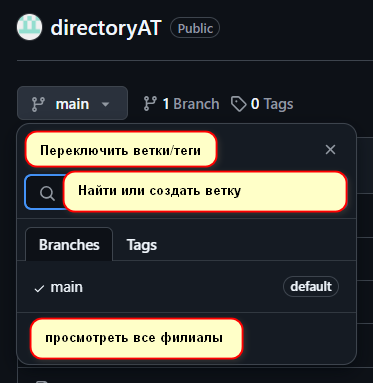 directoryAT Public
main 1 Branch 0 Tags
Переключить ветки/теги
Найти или создать ветку
Branches Tags
main default
просмотреть все филиалы